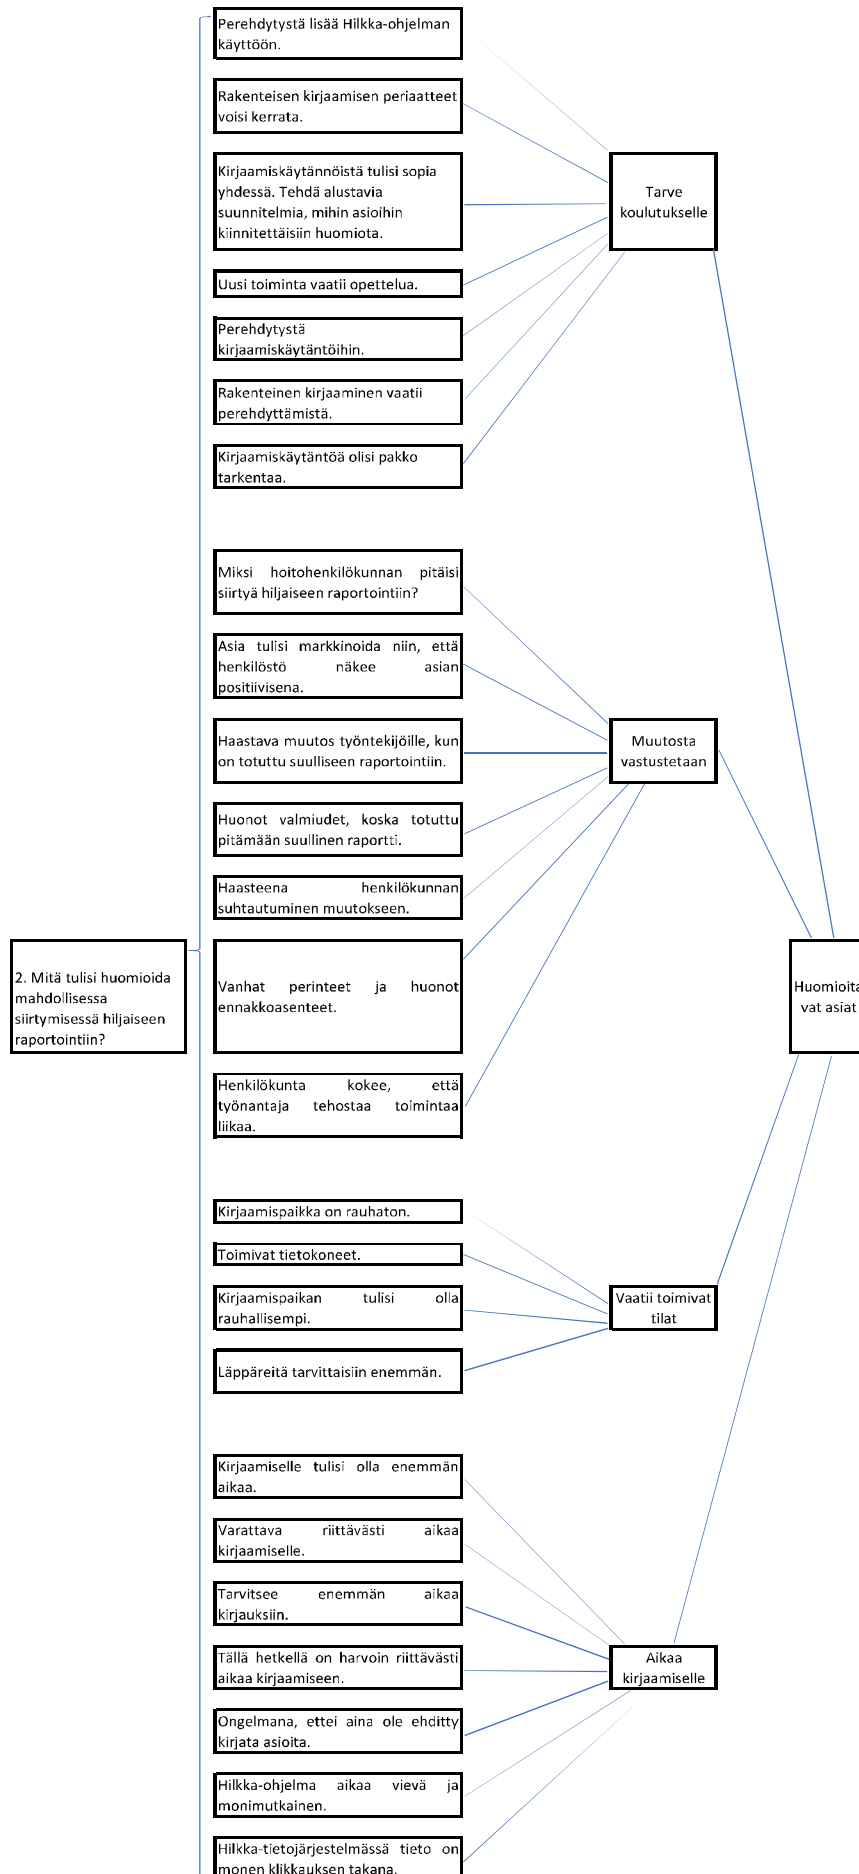 Perehdytystä lisää Hilkka-ohjelman
käyttöön.
Rakenteisen kirjaamisen periaatteet
voisi kerrata.
Kirjaamiskäytännöistä tulisi sopia
yhdessä. Tehdä alustavia
suunnitelmia, mihin asioihin
kiinnitettäisiin huomiota.
Uusi toiminta vaatii opettelua.
Perehdytystä
kirjaamiskäytäntöihin.
Rakenteinen kirjaaminen vaatii
perehdyttämistä.
Kirjaamiskäytäntöä olisi pakko
tarkentaa.
Tarve
koulutukselle
Miksi hoitohenkilökunnan pitäisi
siirtyä hiljaiseen raportointiin?
Asia tulisi markkinoida niin, että
henkilöstö näkee asian
positiivisena.
Haastava muutos työntekijöille, kun
on totuttu suulliseen raportointiin.
Huonot valmiudet, koska totuttu
pitämään suullinen raportti.
Haasteena henkilökunnan
suhtautuminen muutokseen.
Vanhat perinteet ja huonot
ennakkoasenteet.
Henkilökunta kokee, että
työnantaja tehostaa toimintaa
liikaa.
Muutosta
vastustetaan
2. Mitä tulisi huomioida
mahdollisessa
siirtymisessä hiljaiseen
raportointiin?
Huomioita
vat asiat
Kirjaamispaikka on rauhaton.
Toimivat tietokoneet.
Kirjaamispaikan tulisi olla
rauhallisempi.
Läppäreitä tarvittaisiin enemmän.
Vaatii toimivat
tilat
Kirjaamiselle tulisi olla enemmän
aikaa.
Varattava riittävästi aikaa
kirjaamiselle.
Tarvitsee enemmän aikaa
kirjauksiin.
Tällä hetkellä on harvoin riittävästi
aikaa kirjaamiseen.
Ongelmana, ettei aina ole ehditty
kirjata asioita.
Hilkka-ohjelma aikaa vievä ja
monimutkainen.
Hilkka-tietojärjestelmässä tieto on
monen klikkauksen takana.
Aikaa
kirjaamiselle